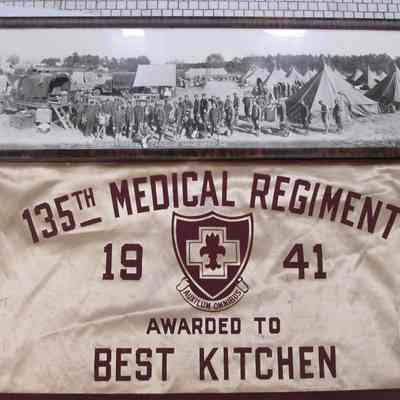 135TH MEDICAL REGIMENT
19 41
AUXILIUM OMNIBUS
AWARDED TO
BEST KITCHEN